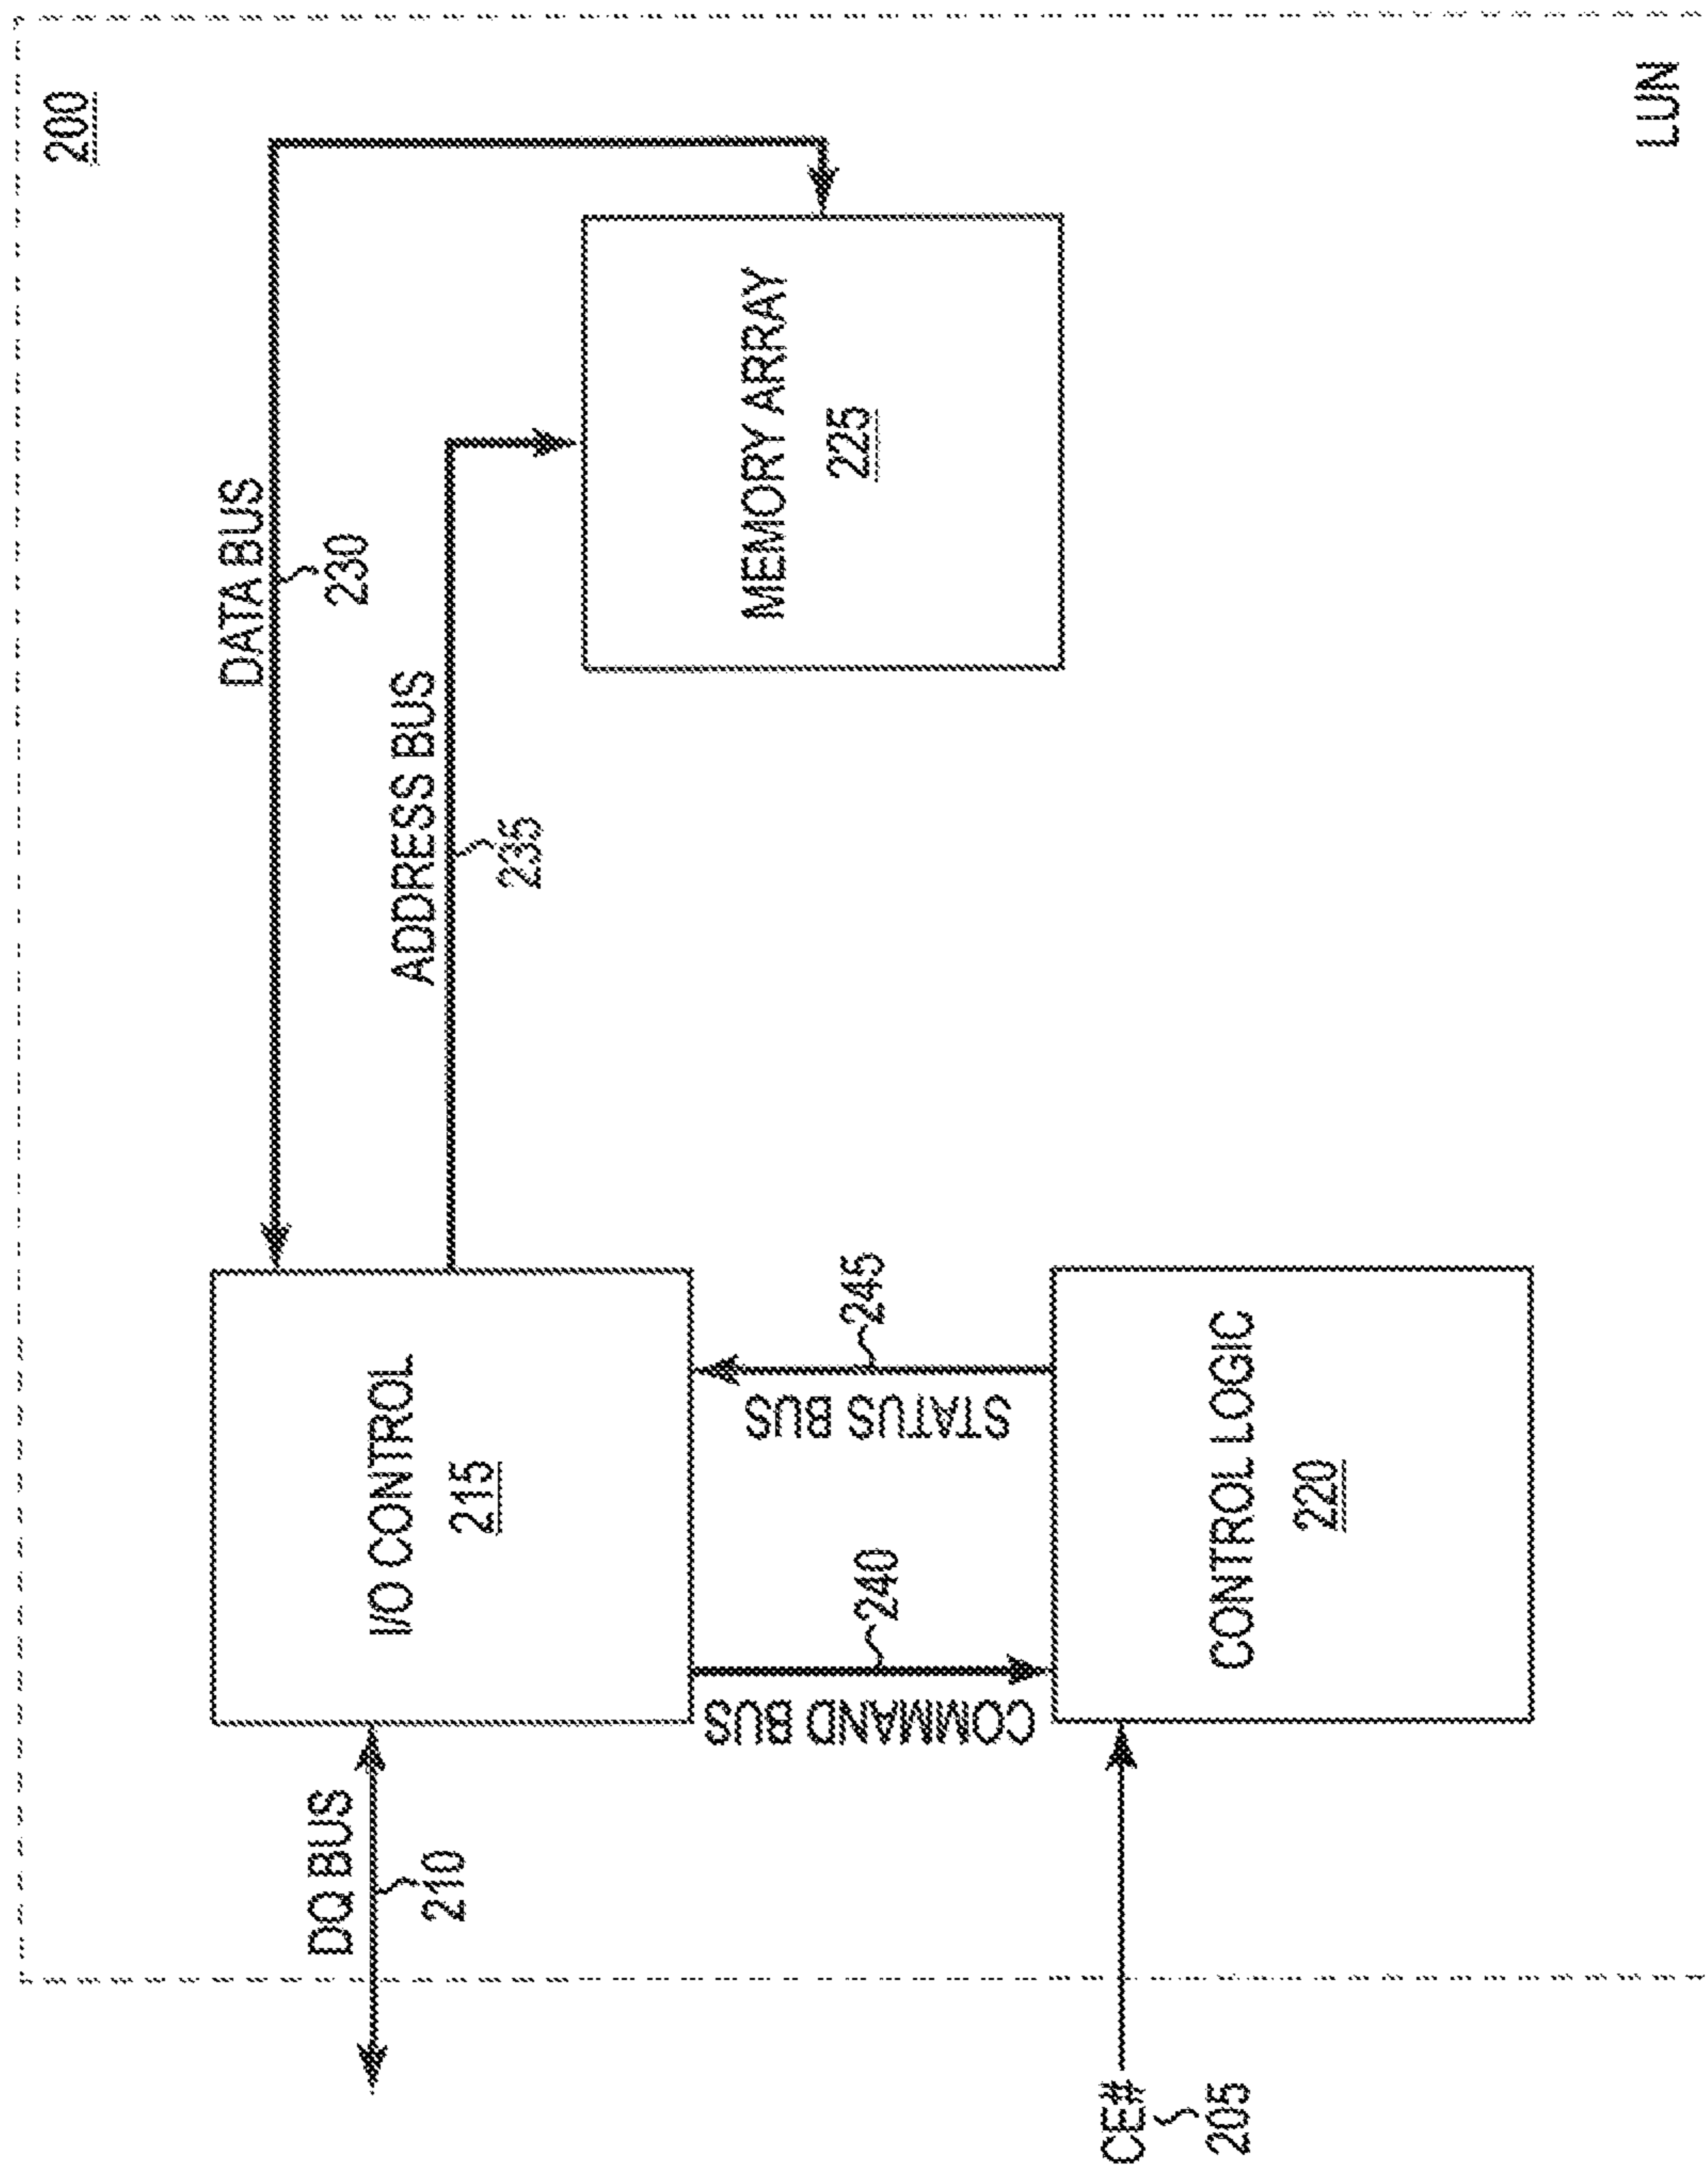 200
DATA BUS
230
DQ BUS
210
I/O CONTROL
215
ADDRESS BUS
235
COMMAND BUS
240
STATUS BUS
245
MEMORY ARRAY
225
CE#
205
CONTROL LOGIC
220
LUN